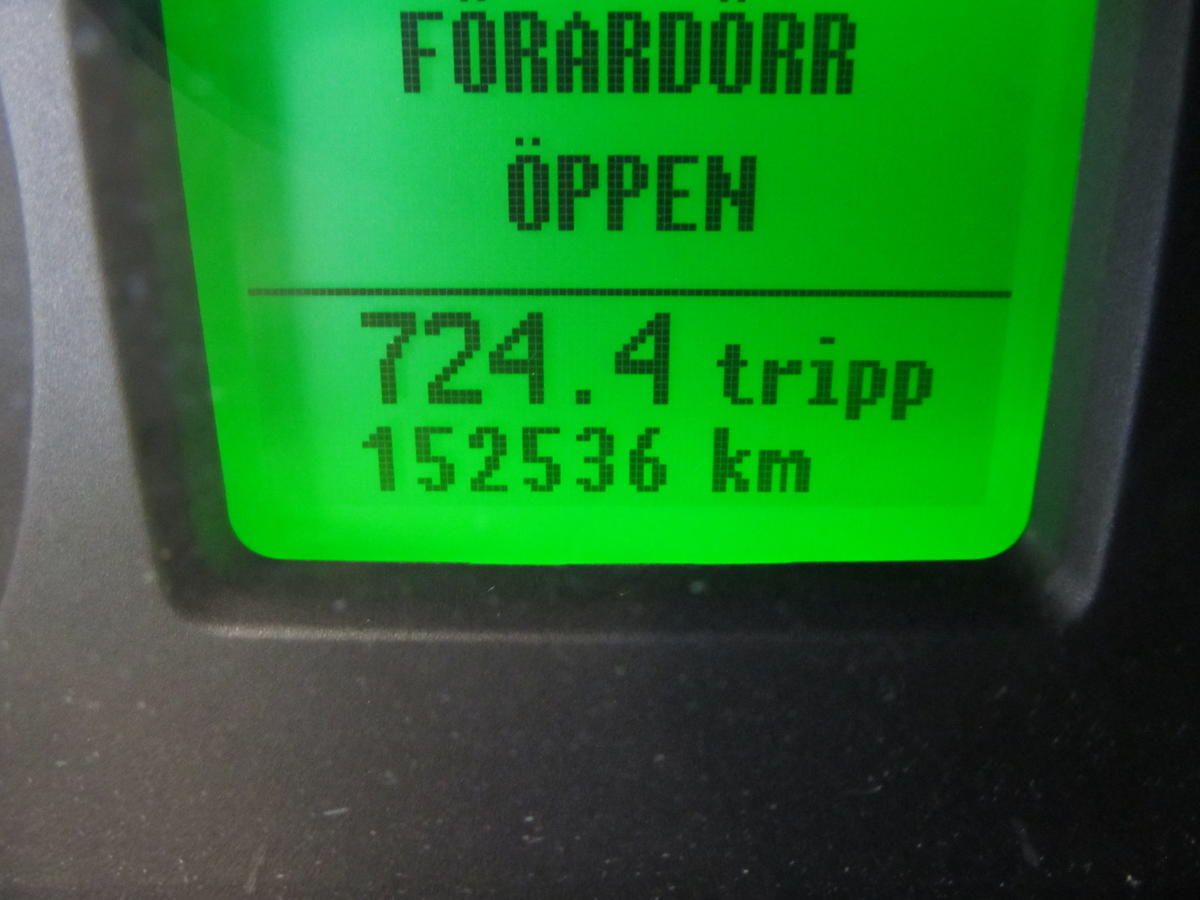 FÖRARDÖRR
ÖPPEN
724.4 tripp
152536 km